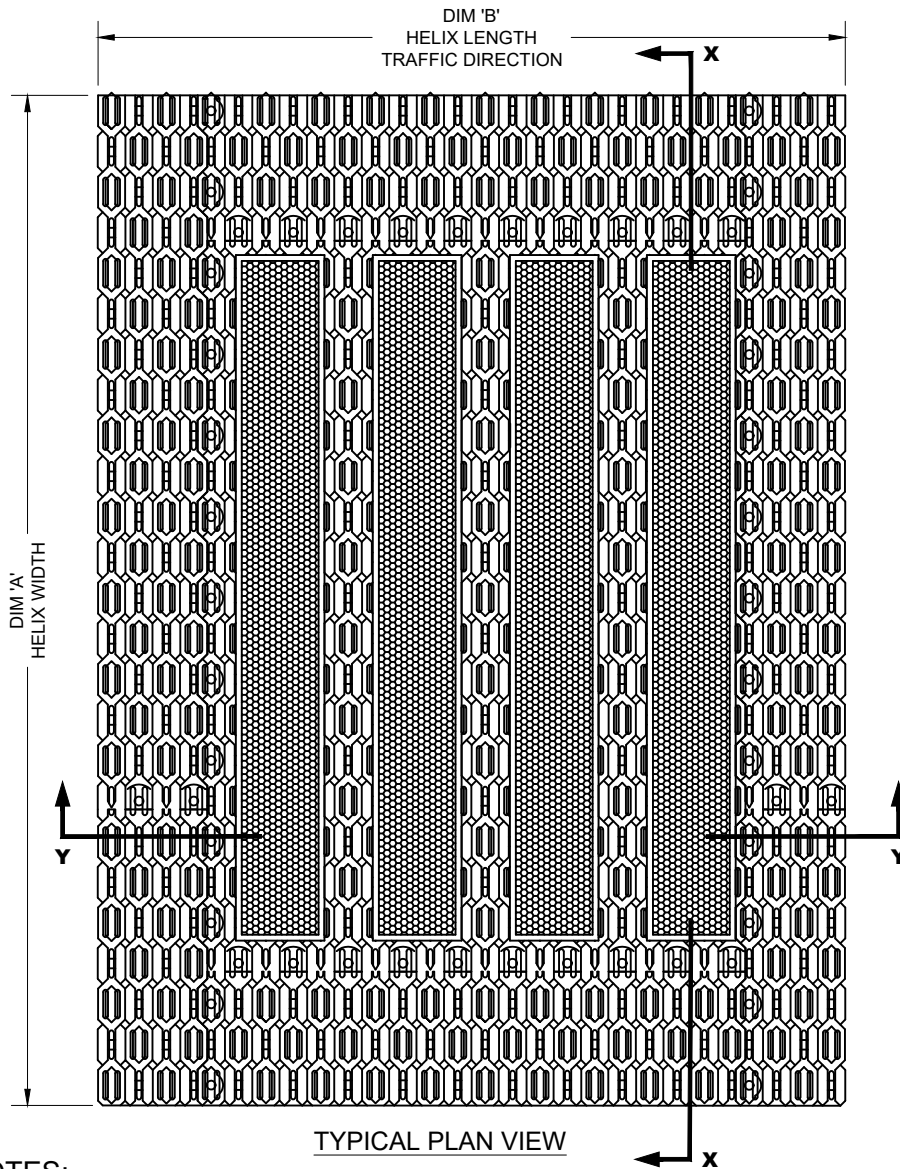 DIM 'B'
HELIX LENGTH
TRAFFIC DIRECTION
X
DIM 'A'
HELIX WIDTH
Y
Y
TYPICAL PLAN VIEW
X